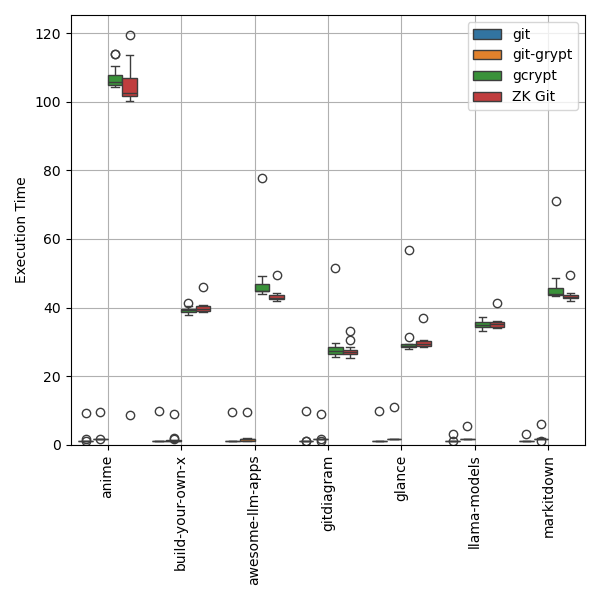 120
100
80
60
40
20
0
Execution Time
git
git-grypt
gcrypt
ZK Git
anime
build-your-own-x
awesome-llm-apps
gitdiagram
glance
llama-models
markitdown